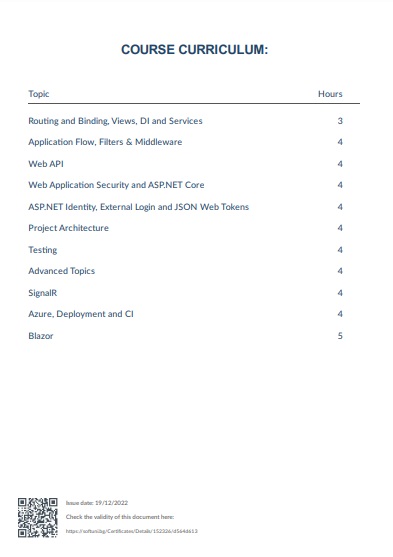 COURSE CURRICULUM:
Topic Hours
Routing and Binding, Views, DI and Services 3
Application Flow, Filters & Middleware 4
Web API 4
Web Application Security and ASP.NET Core 4
ASP.NET Identity, External Login and JSON Web Tokens 4
Project Architecture 4
Testing 4
Advanced Topics 4
SignalR 4
Azure, Deployment and CI 4
Blazor 5
Issue date: 19/12/2022
Check the validity of this document here:
https://softuni.bg/Certificates/Details/152326/d564d613